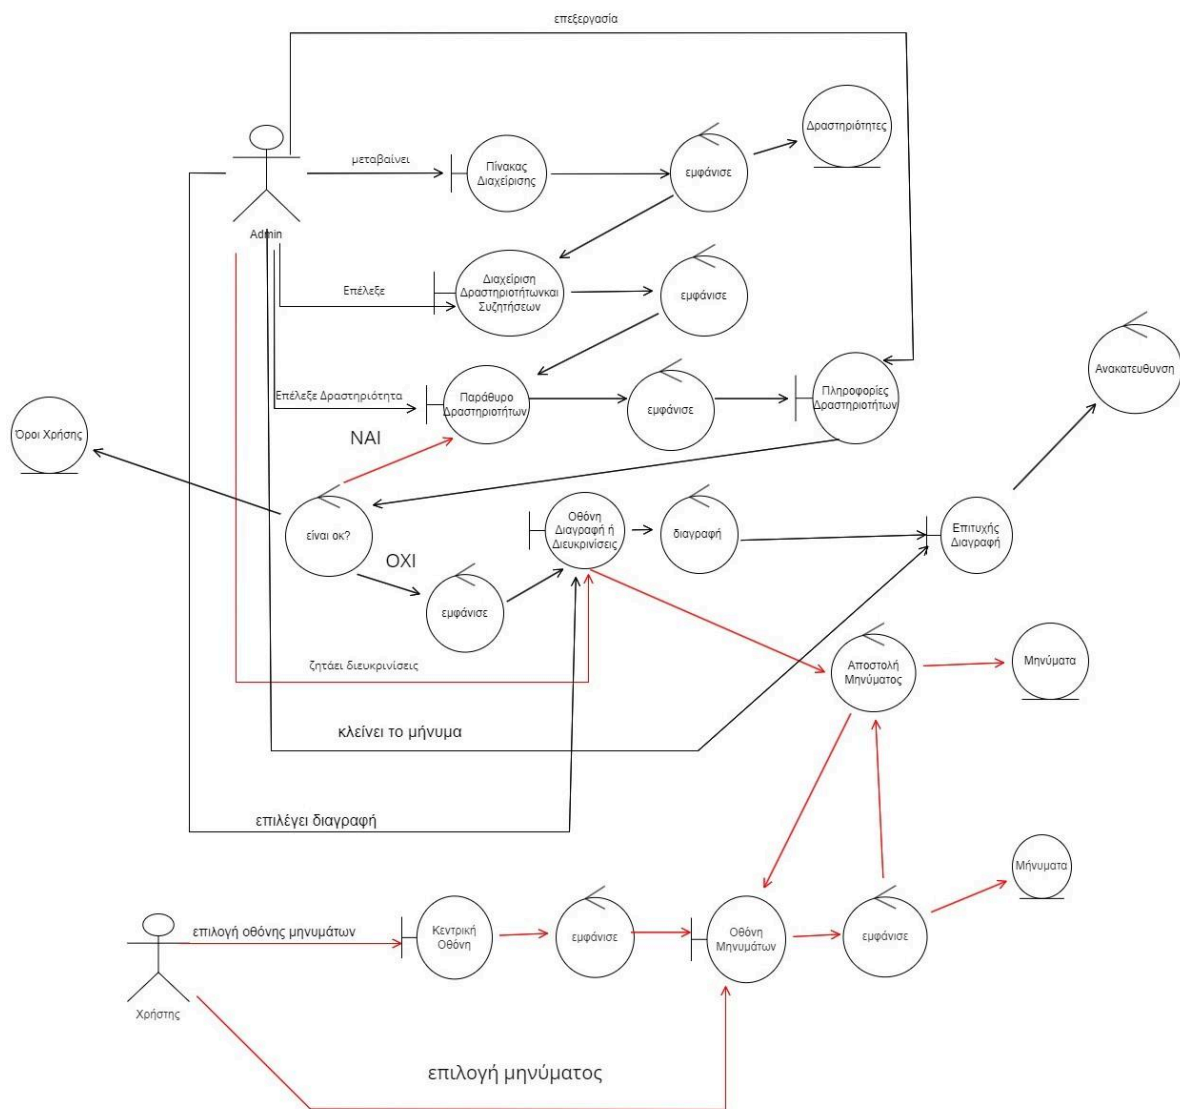 επεξεργασία
Δραστηριότητες
μεταβαίνει
Πίνακας
Διαχείρισης
εμφάνισε
Admin
Επέλεξε
Διαχείριση
Δραστηριοτήτωνκαι
Συζητήσεων
εμφάνισε
Ανακατευθυνση
Επέλεξε Δραστηριότητα
Παράθυρο
Δραστηριοτήτων
εμφάνισε
Πληροφορίες
Δραστηριοτήτων
Όροι Χρήσης
ΝΑΙ
είναι οκ?
ΟΧΙ
Οθόνη
Διαγραφή ή
Διευκρινίσεις
διαγραφή
Επιτυχής
Διαγραφή
εμφάνισε
ζητάει διευκρινίσεις
Αποστολή
Μηνύματος
Μηνύματα
κλείνει το μήνυμα
επιλέγει διαγραφή
Μήνυματα
επιλογή οθόνης μηνυμάτων
Κεντρική
Οθόνη
εμφάνισε
Οθόνη
Μηνυμάτων
εμφάνισε
Χρήστης
επιλογή μηνύματος